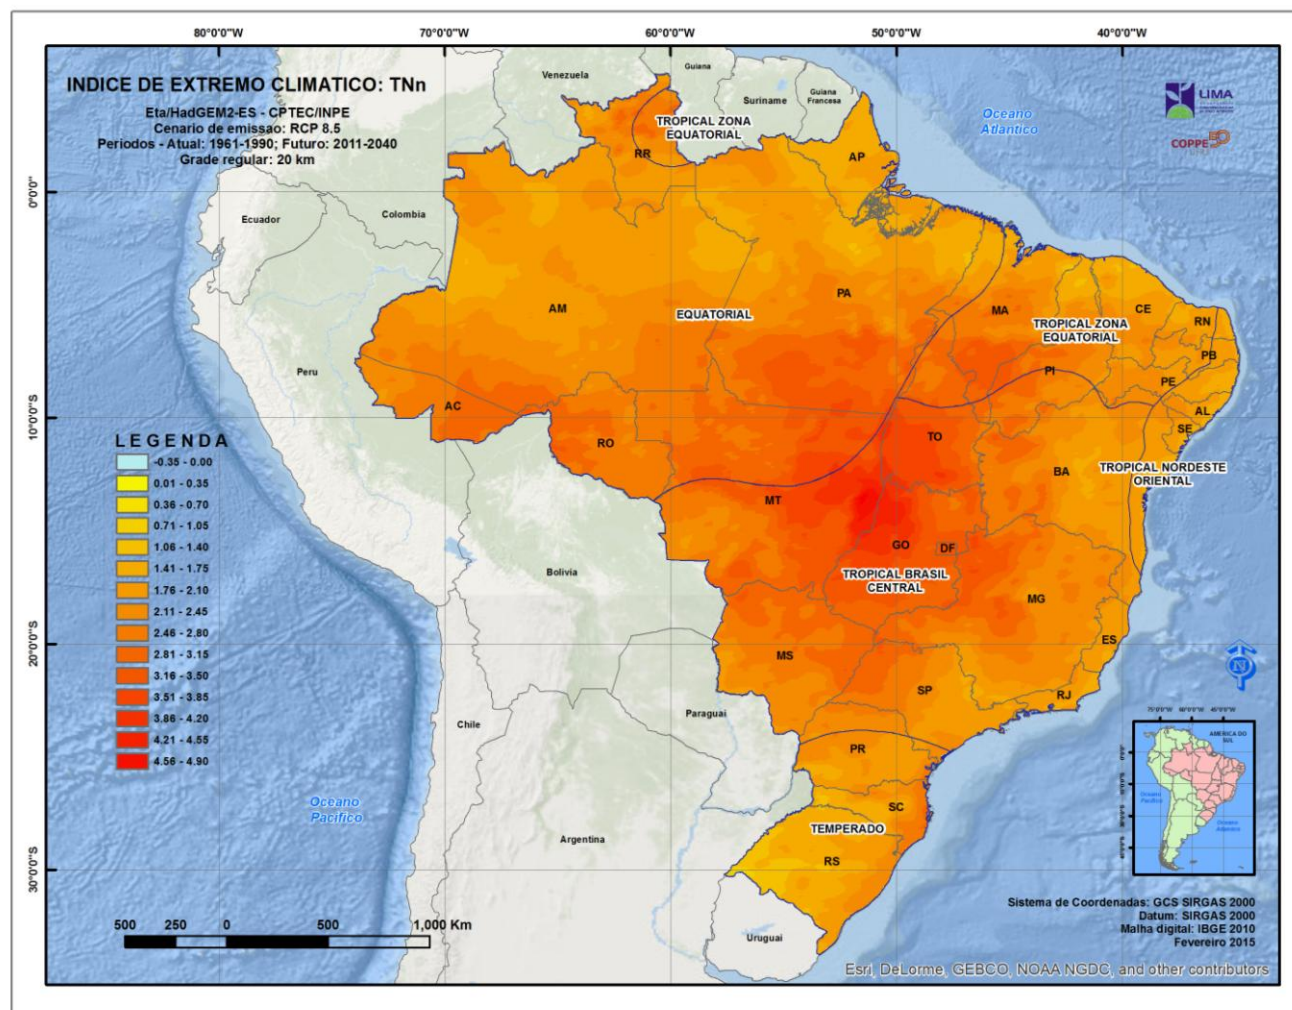 80°0'0"W 70°0'0"W 60°0'0"W 50°0'0"W 40°0'0"W
INDICE DE EXTREMO CLIMATICO: TNn
Eta/HadGEM2-ES - CPTEC/INPE
Cenario de emissao: RCP 8.5
Periodos - Atual: 1961-1990; Futuro: 2011-2040
Grade regular: 20 km
Venezuela
Guiana
Suriname
Guiana
Francesa
LIMA
COPPE
50
Oceano
Atlantico
TROPICAL ZONA
EQUATORIAL
RR
AP
0°0'0"
Ecuador
Colombia
AM
EQUATORIAL
PA
MA
CE
RN
TROPICAL ZONA
EQUATORIAL
PB
Peru
PI
PE
AC
AL
10°0'0"S
SE
RO
TO
BA
TROPICAL NORDESTE
ORIENTAL
MT
GO
DF
Bolivia
TROPICAL BRASIL
CENTRAL
MG
ES
MS
20°0'0"S
SP
RJ
Paraguai
Chile
PR
SC
TEMPERADO
RS
Argentina
Oceano
Pacifico
30°0'0"S
Uruguai
LEGENDA
-0.35 - 0.00
0.01 - 0.35
0.36 - 0.70
0.71 - 1.05
1.06 - 1.40
1.41 - 1.75
1.76 - 2.10
2.11 - 2.45
2.46 - 2.80
2.81 - 3.15
3.16 - 3.50
3.51 - 3.85
3.86 - 4.20
4.21 - 4.55
4.56 - 4.90
500 250 0 500 1,000 Km
N
AMERICA DO
SUL
Oceano
Pacifico
Oceano
Atlantico
Sistema de Coordenadas: GCS SIRGAS 2000
Datum: SIRGAS 2000
Malha digital: IBGE 2010
Fevereiro 2015
Esri, DeLorme, GEBCO, NOAA NGDC, and other contributors